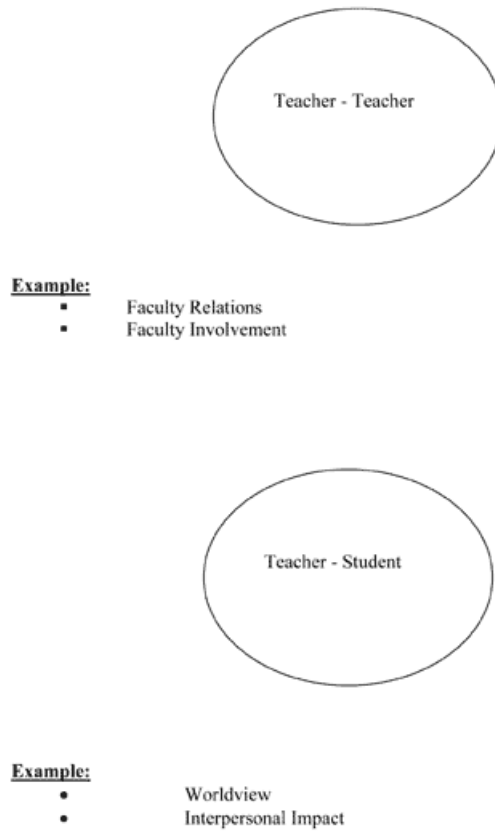 Teacher - Teacher
Example:
▪ Faculty Relations
▪ Faculty Involvement
Teacher - Student
Example:
• Worldview
• Interpersonal Impact